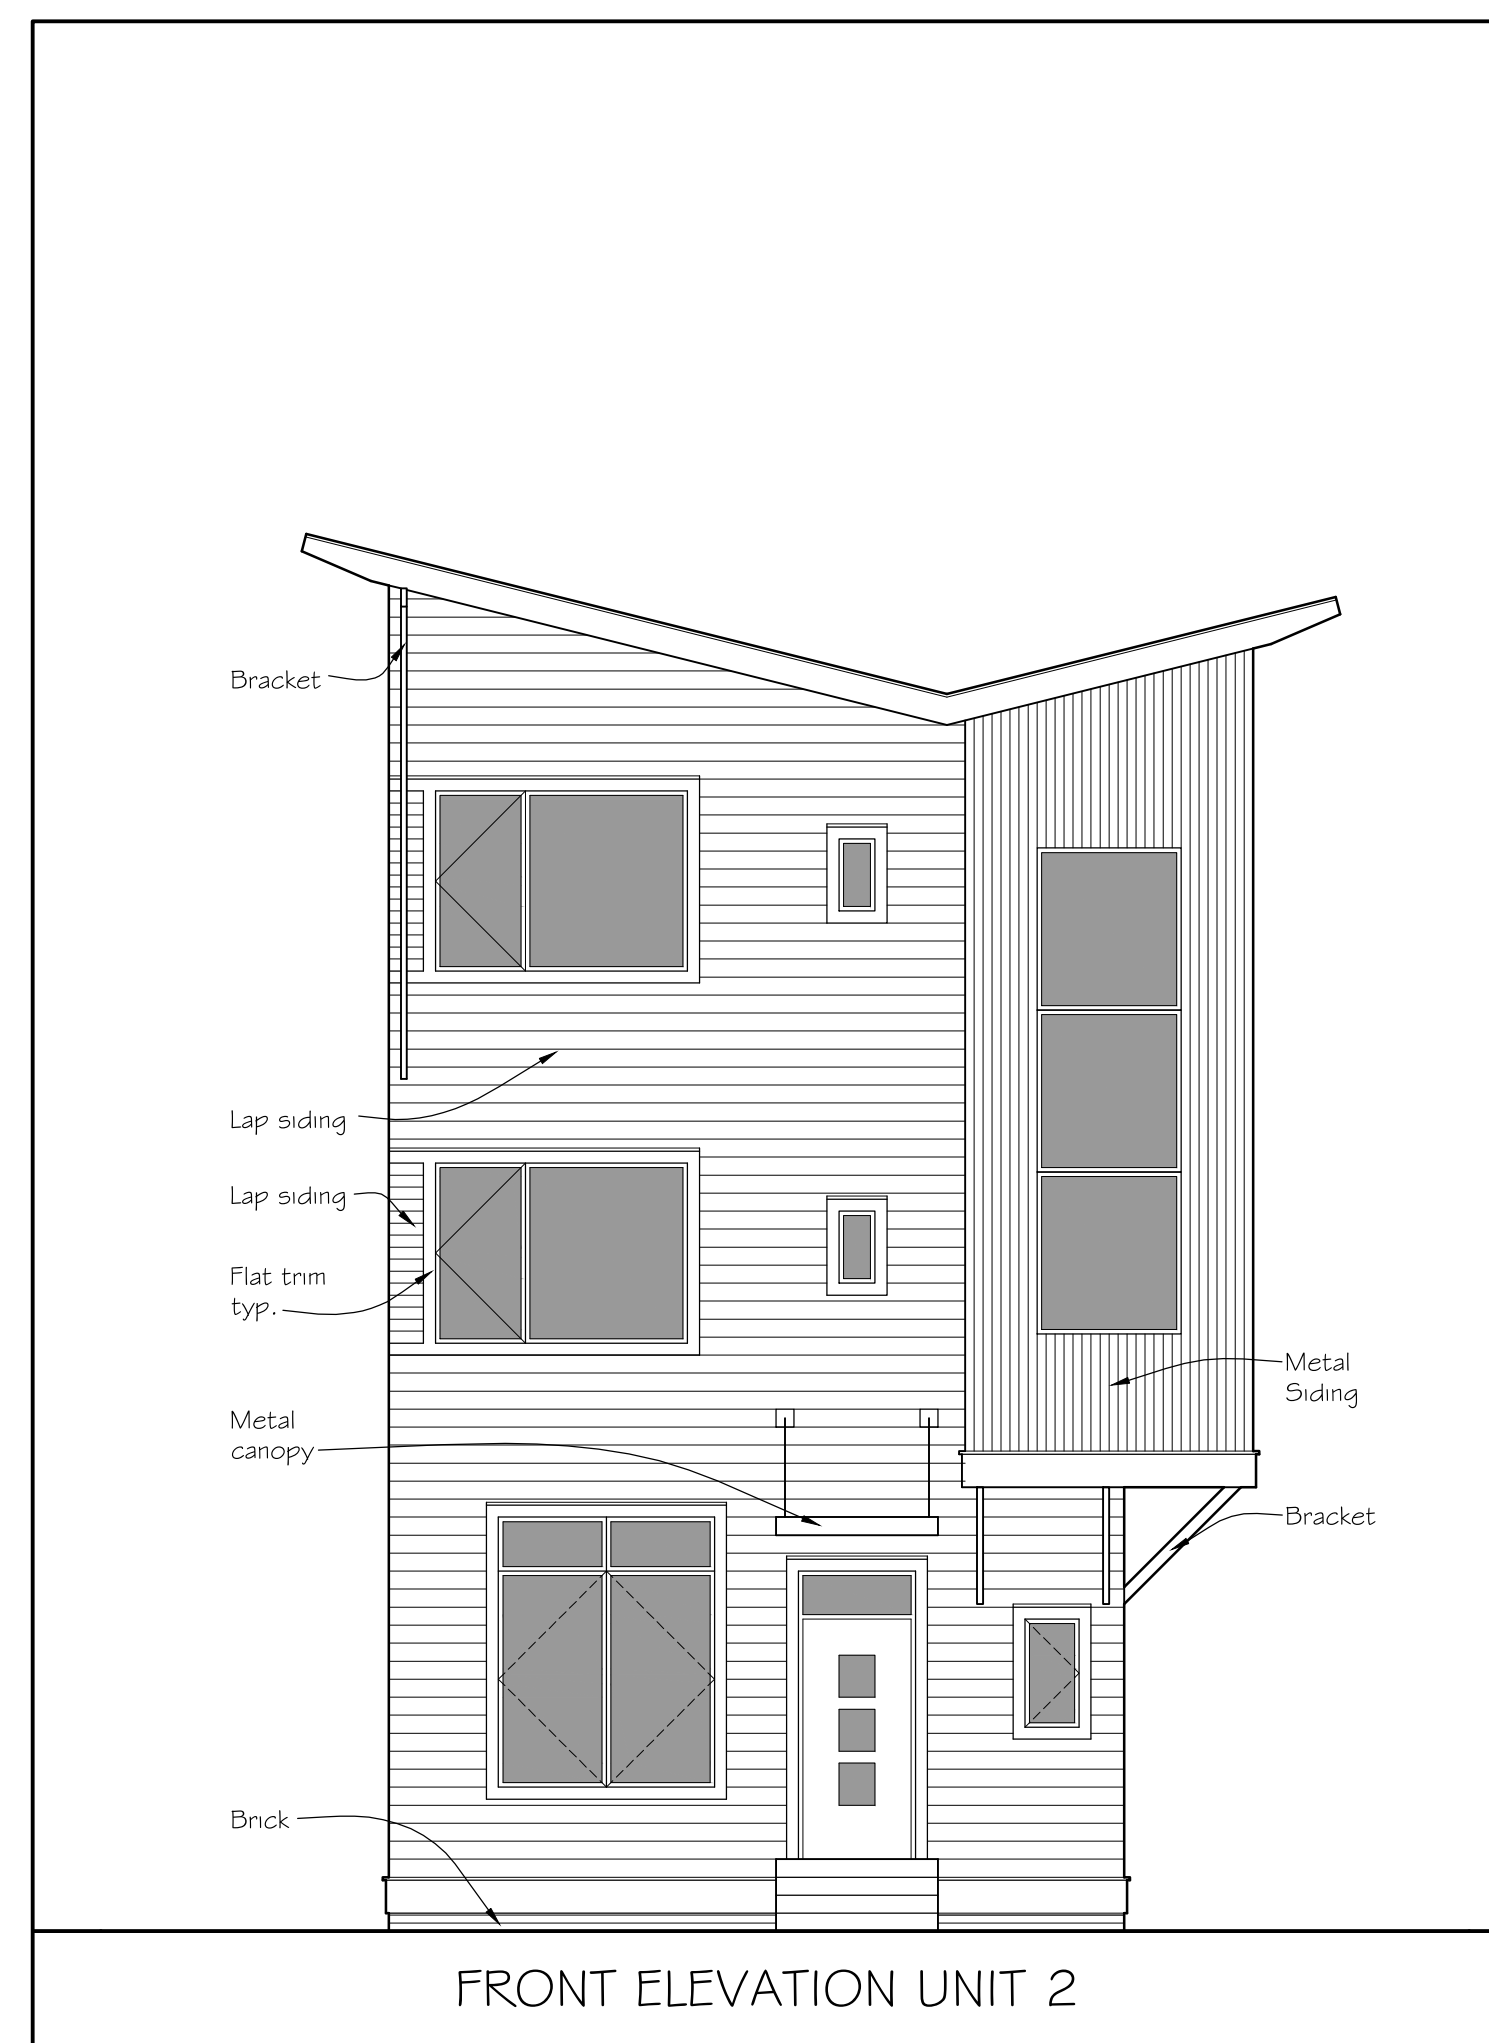 Bracket
Lap siding
Lap siding
Flat trim
typ.
Metal
Siding
Metal
canopy
Bracket
Brick
FRONT ELEVATION UNIT 2